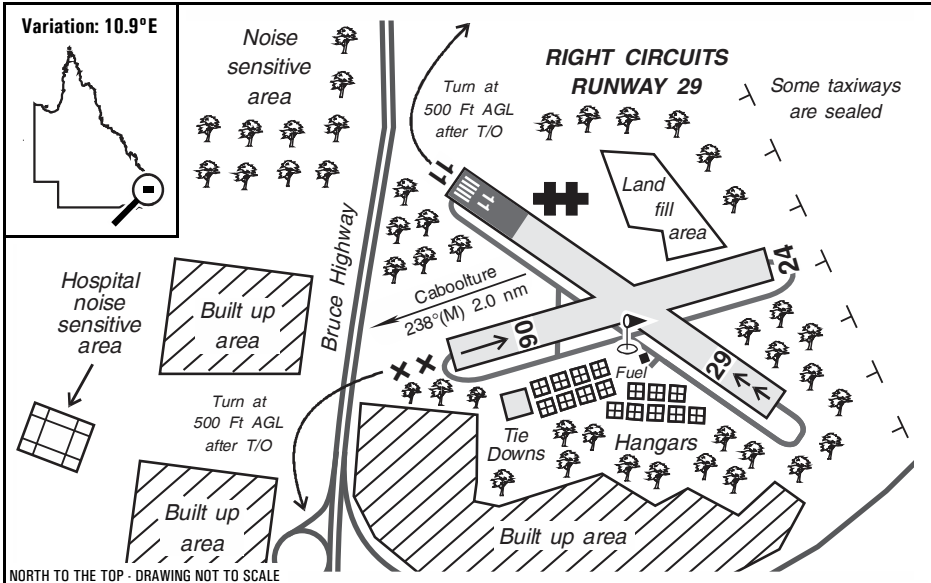 Variation: 10.9°E
Noise
sensitive
area
Turn at
500 Ft AGL
after T/O
RIGHT CIRCUITS
RUNWAY 29
Some taxiways
are sealed
11
11
Land
fill
area
24
Hospital
noise
sensitive
area
Built up
area
Bruce Highway
Caboolture
238°(M) 2.0 nm
06
29
Fuel
Turn at
500 Ft AGL
after T/O
Tie
Downs
Hangars
Built up
area
Built up area
NORTH TO THE TOP - DRAWING NOT TO SCALE